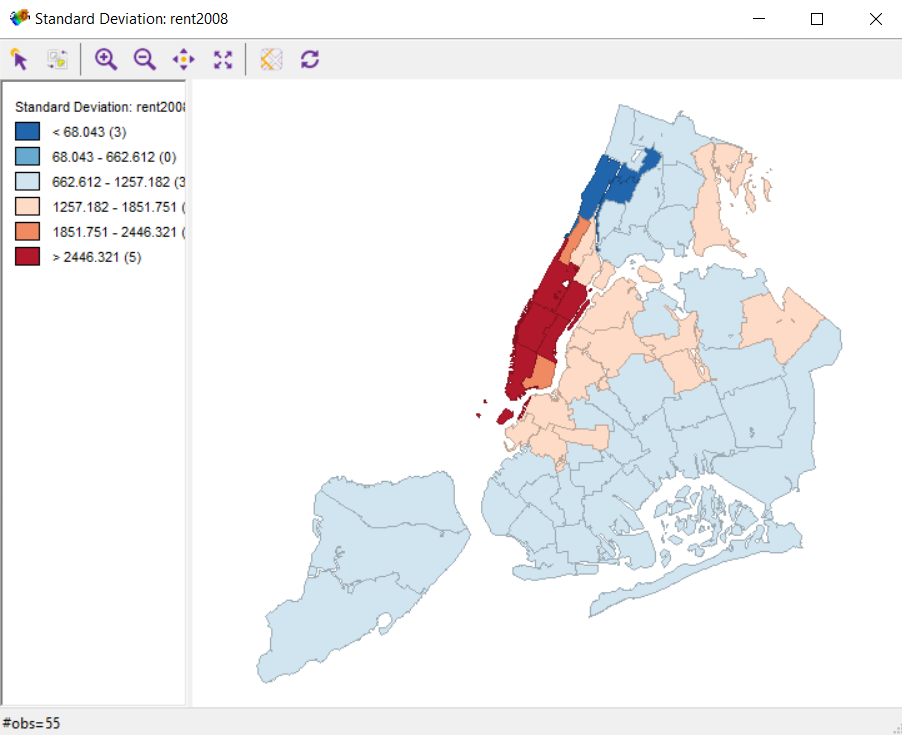 Standard Deviation: rent2008
Standard Deviation: rent200
< 68.043 (3)
68.043 - 662.612 (0)
662.612 - 1257.182 (3
1257.182 - 1851.751 (
1851.751 - 2446.321 (
> 2446.321 (5)
#obs=55